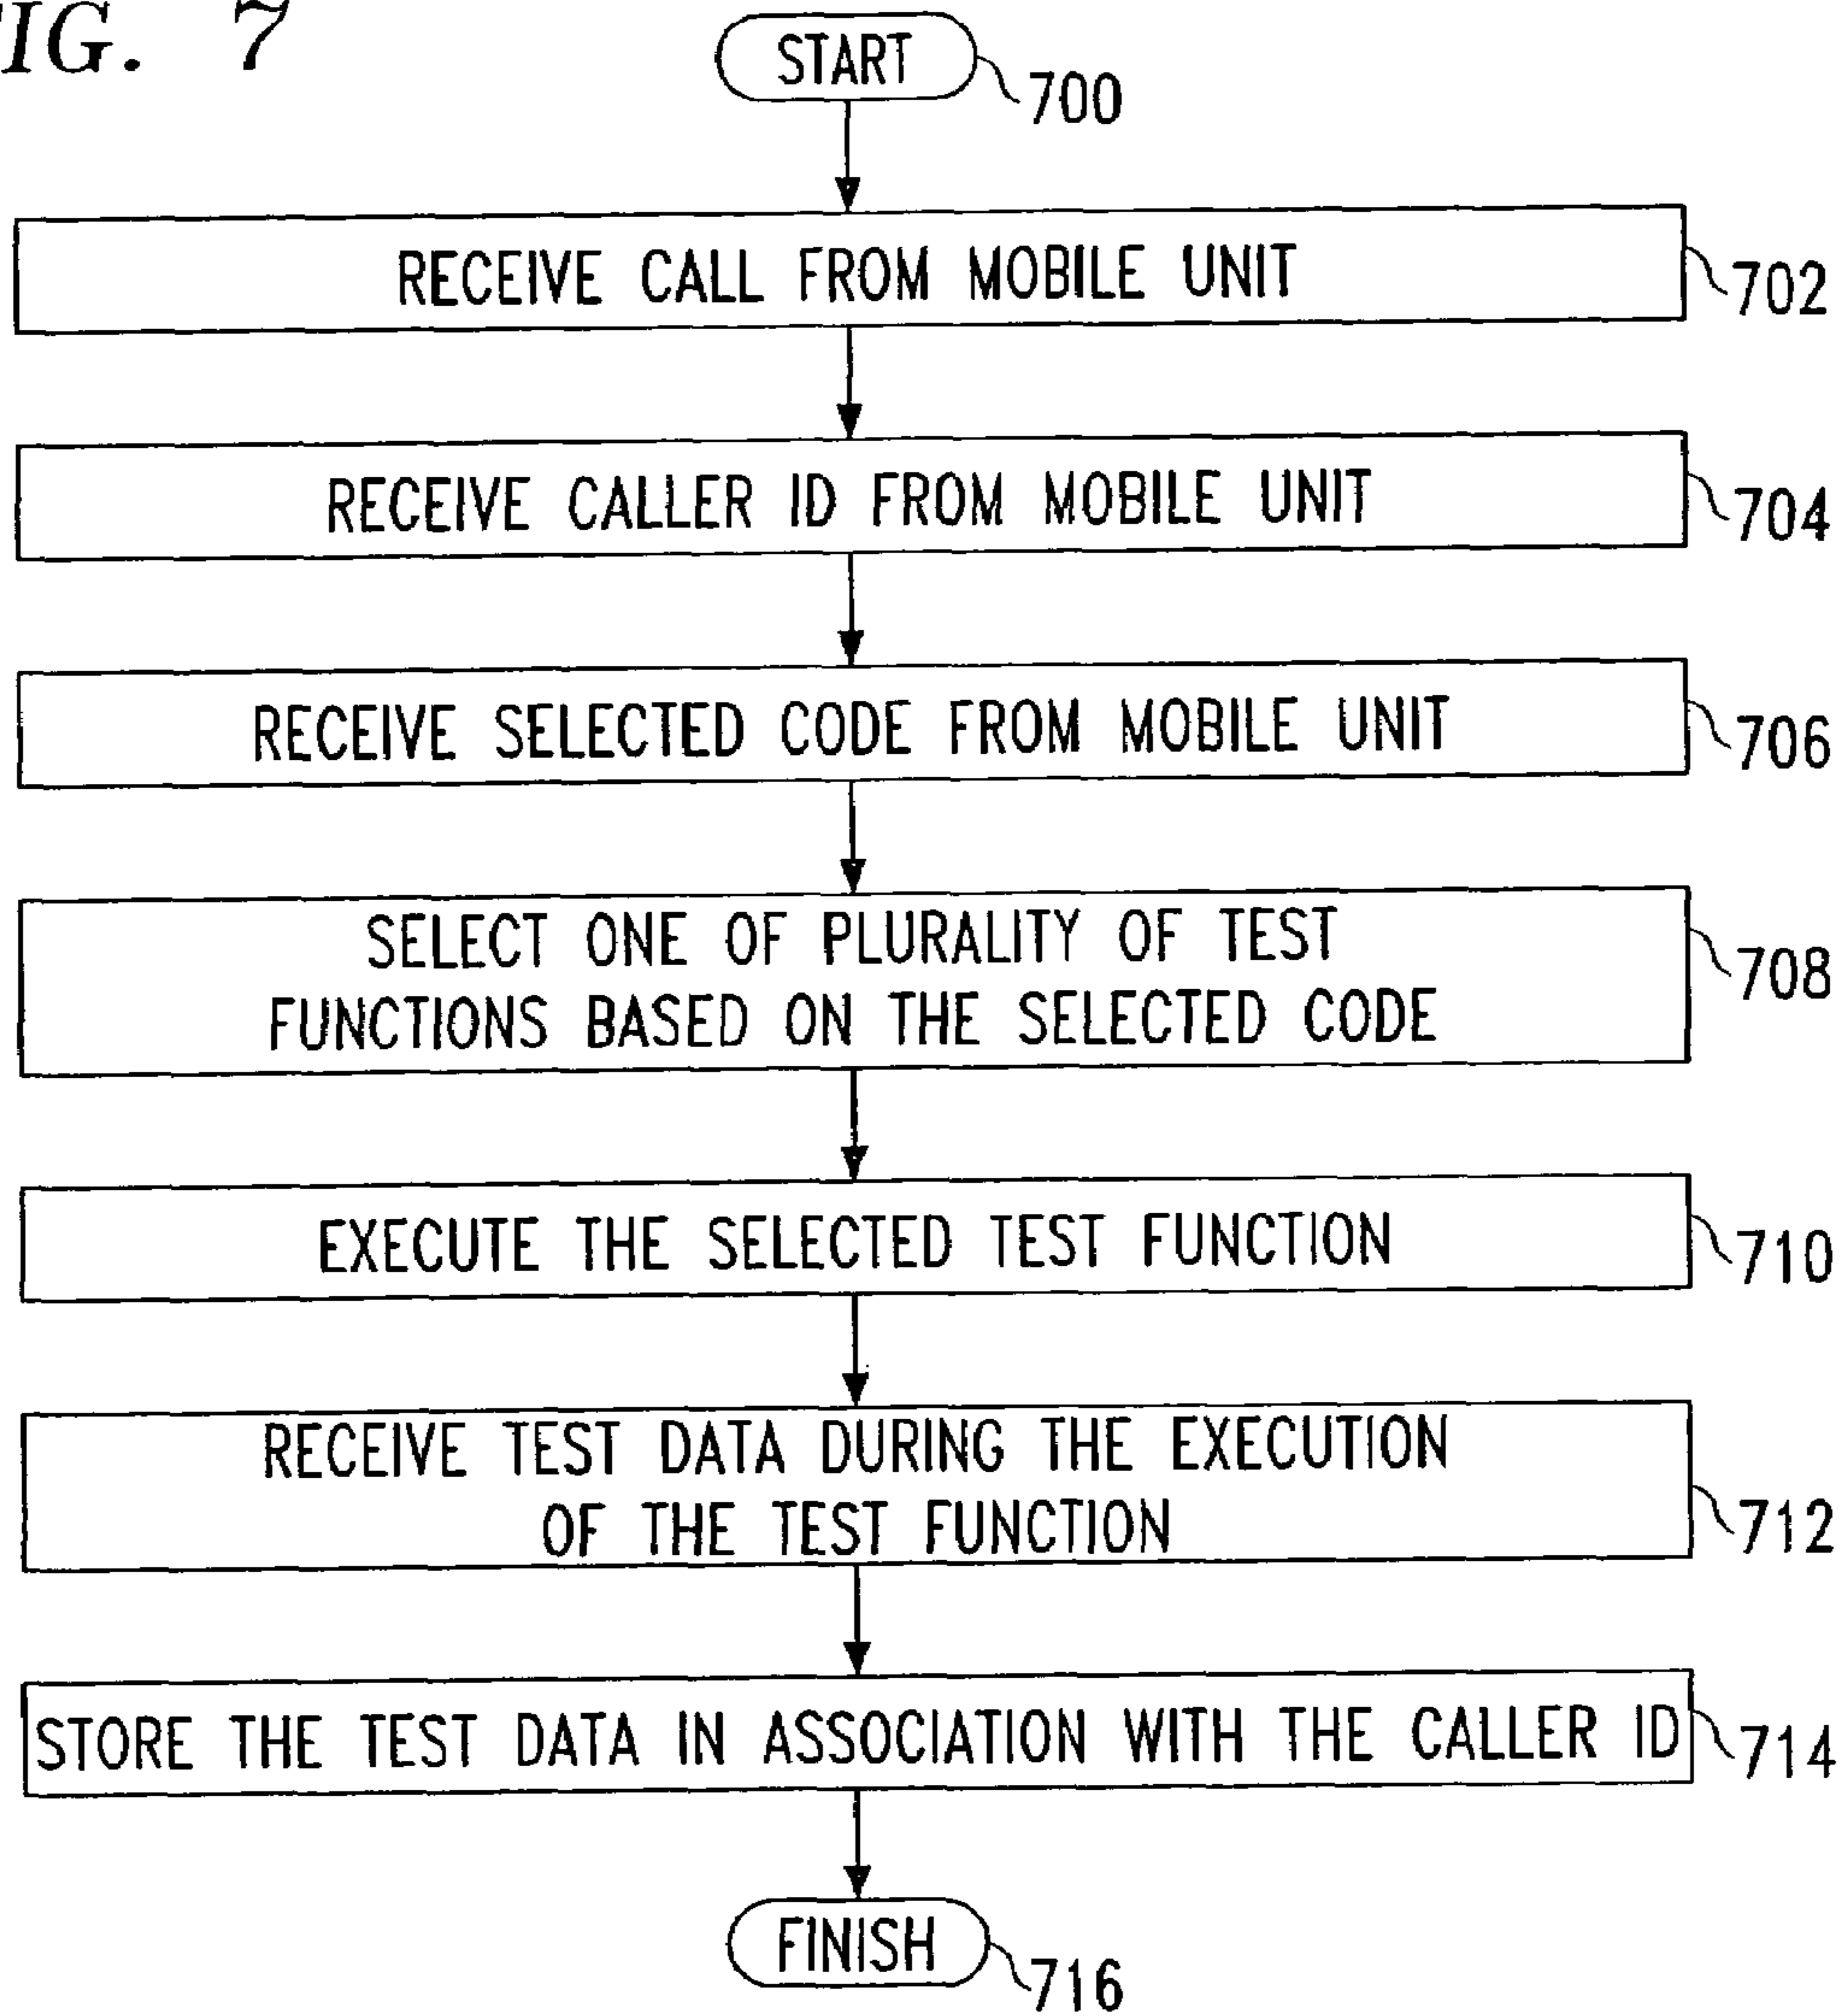 FIG. 7
START
700
RECEIVE CALL FROM MOBILE UNIT
702
RECEIVE CALLER ID FROM MOBILE UNIT
704
RECEIVE SELECTED CODE FROM MOBILE UNIT
706
SELECT ONE OF PLURALITY OF TEST
FUNCTIONS BASED ON THE SELECTED CODE
708
EXECUTE THE SELECTED TEST FUNCTION
710
RECEIVE TEST DATA DURING THE EXECUTION
OF THE TEST FUNCTION
712
STORE THE TEST DATA IN ASSOCIATION WITH THE CALLER ID
714
FINISH
716